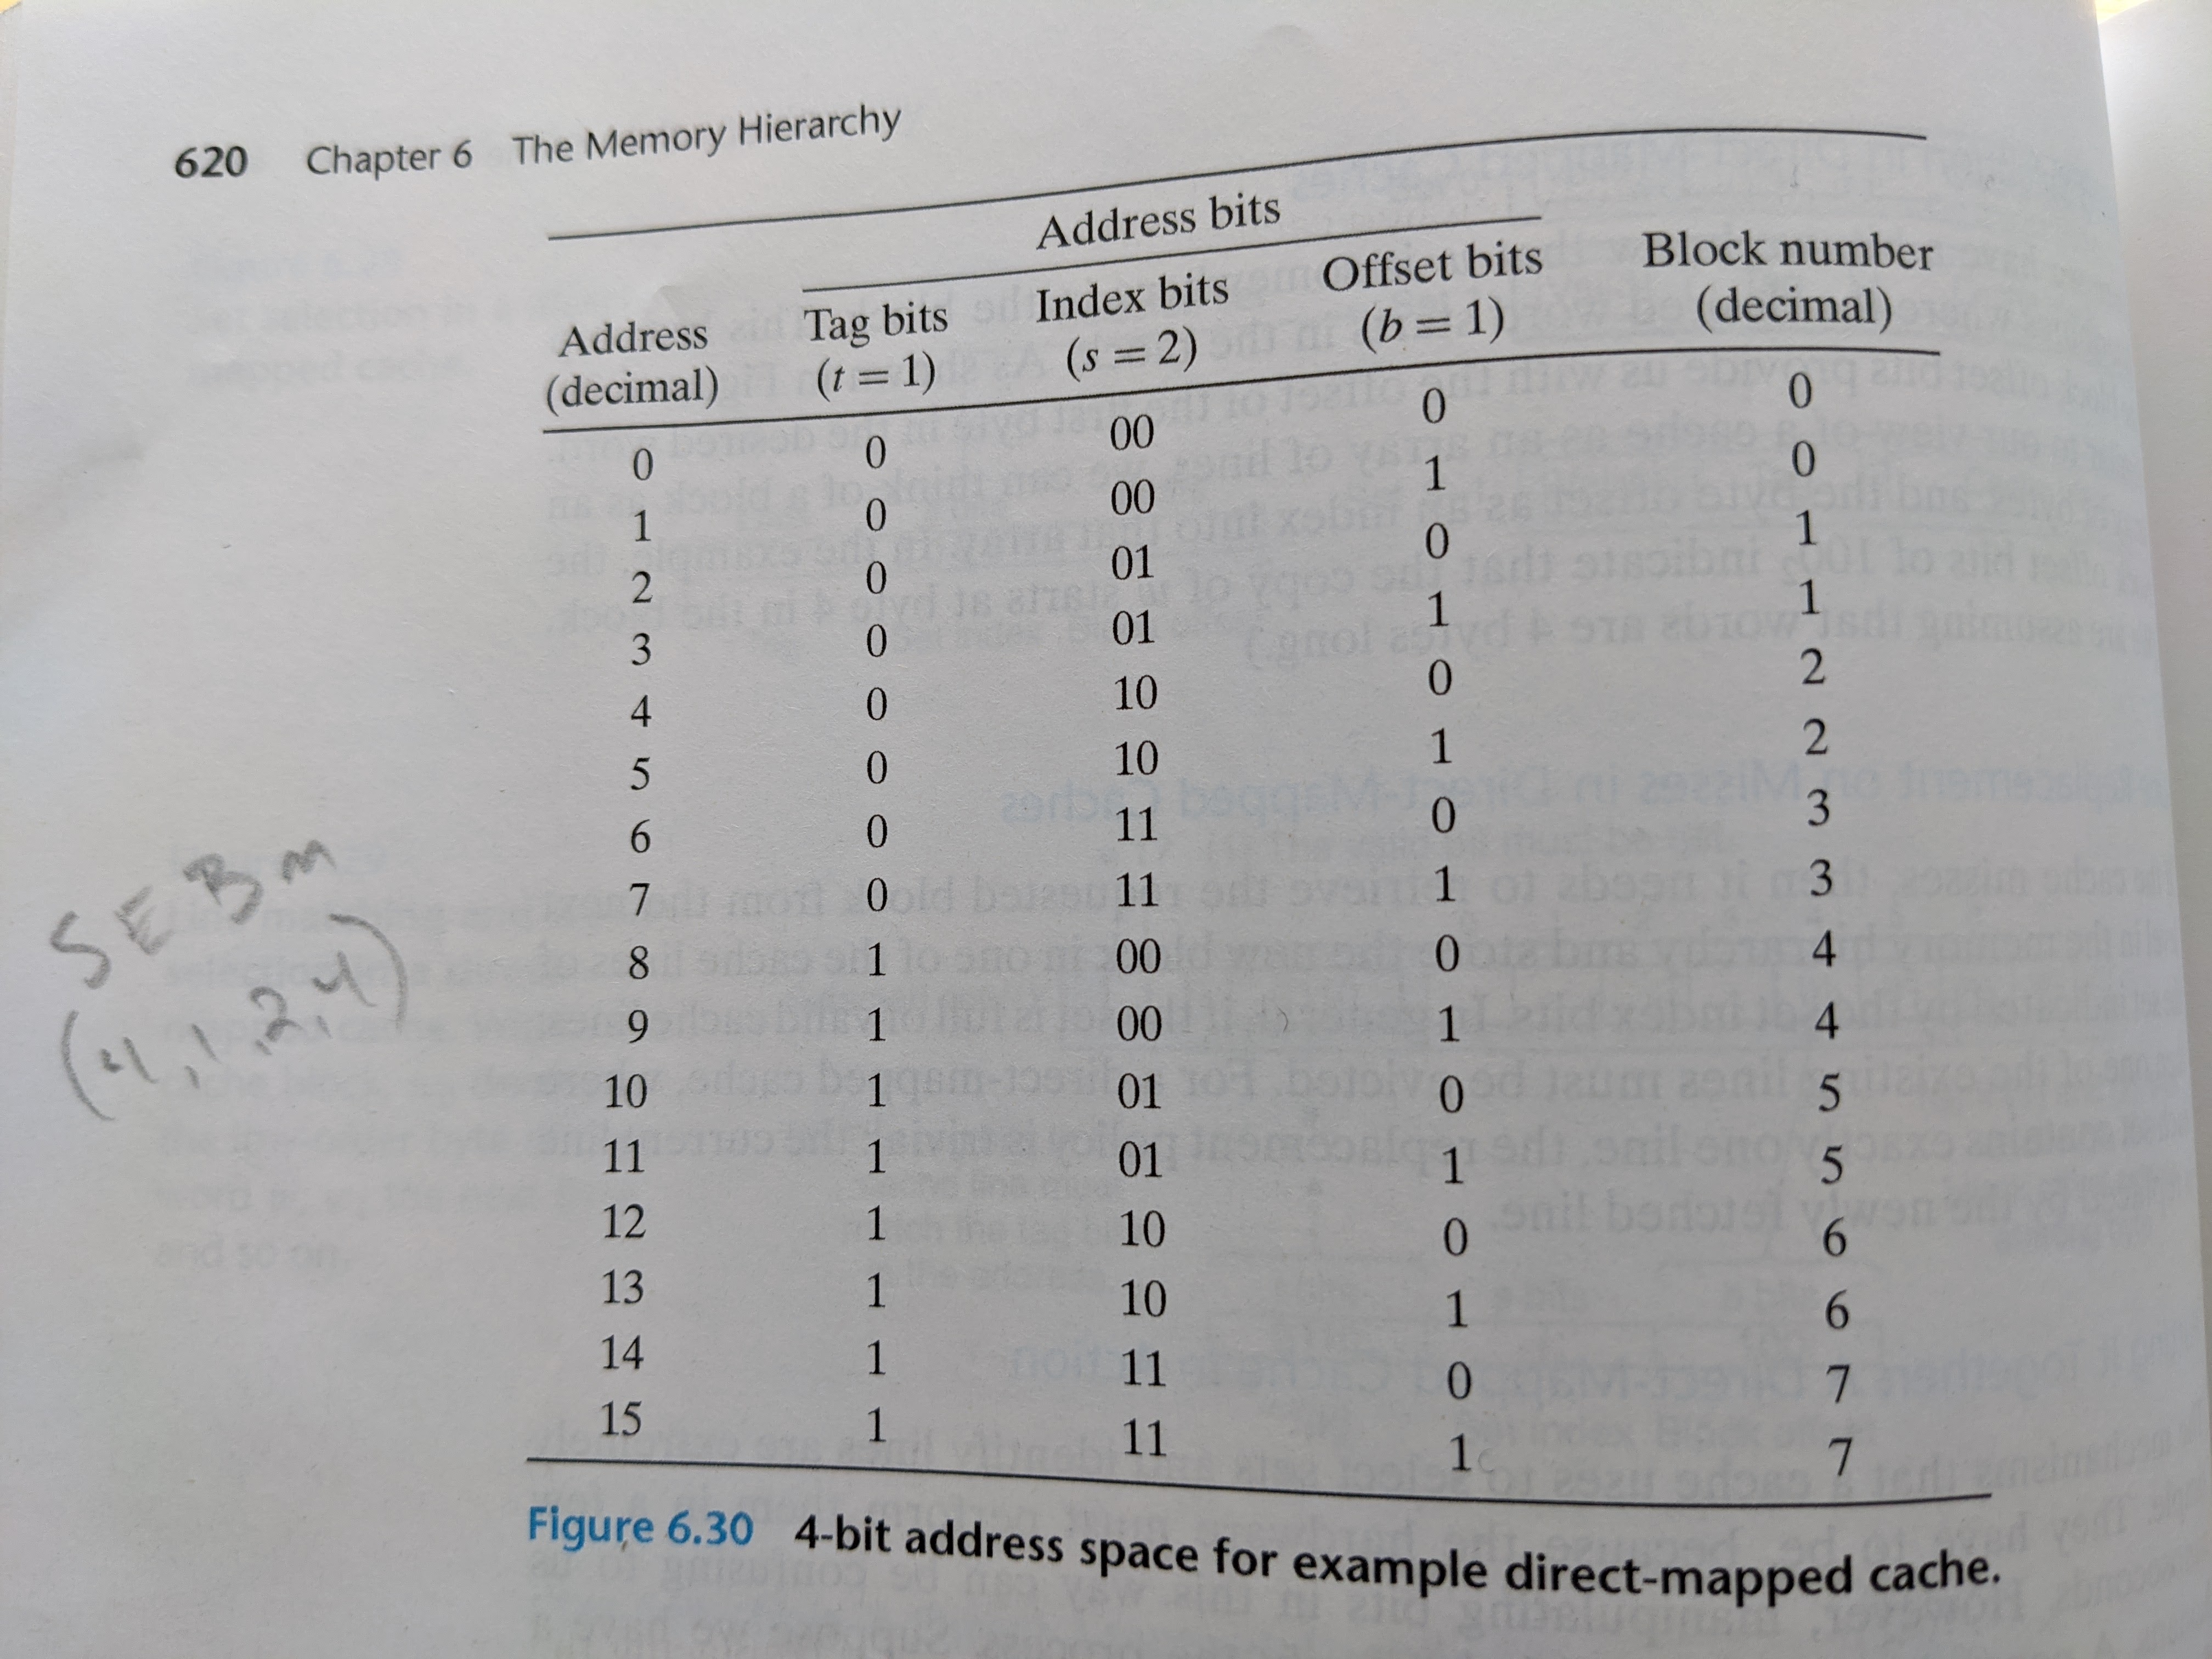 620 Chapter 6 The Memory Hierarchy
Address bits
Address (decimal) Tag bits (t = 1) Index bits (s = 2) Offset bits (b = 1) Block number (decimal)
0 0 00 0 0
1 0 00 1 0
2 0 01 0 1
3 0 01 1 1
4 0 10 0 2
5 0 10 1 2
6 0 11 0 3
7 0 11 1 3
8 1 00 0 4
9 1 00 1 4
10 1 01 0 5
11 1 01 1 5
12 1 10 0 6
13 1 10 1 6
14 1 11 0 7
15 1 11 1 7
S E B m
(4,1,2,4)
Figure 6.30 4-bit address space for example direct-mapped cache.